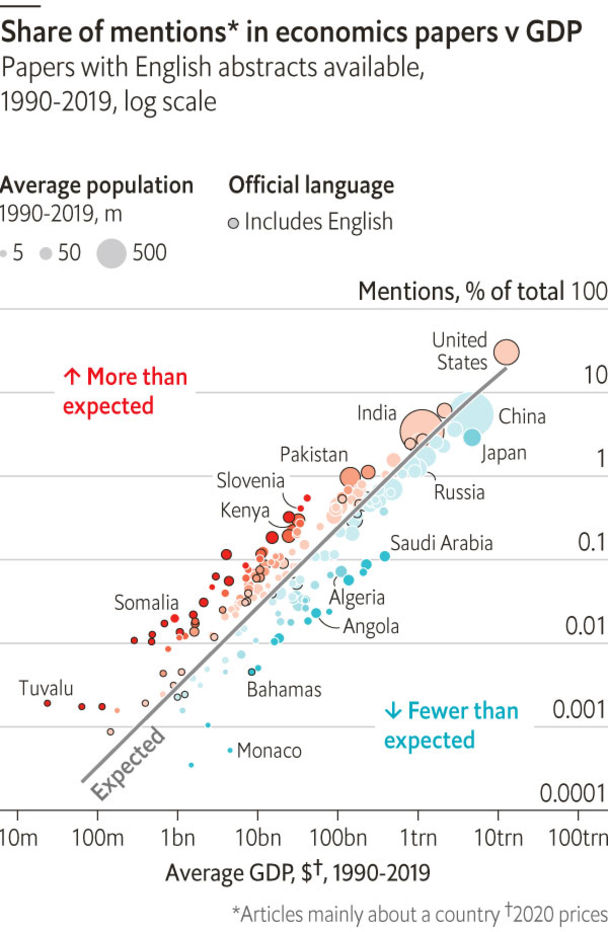 Share of mentions* in economics papers v GDP
Papers with English abstracts available,
1990-2019, log scale
Average population
1990-2019, m
5 50 500
Official language
Includes English
Mentions, % of total 100
United
States
10
↑ More than
expected
India
China
Pakistan
Japan
1
Slovenia
Russia
Kenya
Saudi Arabia
0.1
Algeria
Somalia
Angola
0.01
Tuvalu
Bahamas
↓ Fewer than
expected
0.001
Monaco
Expected
0.0001
10m 100m 1bn 10bn 100bn 1trn 10trn 100trn
Average GDP, $†, 1990-2019
*Articles mainly about a country †2020 prices